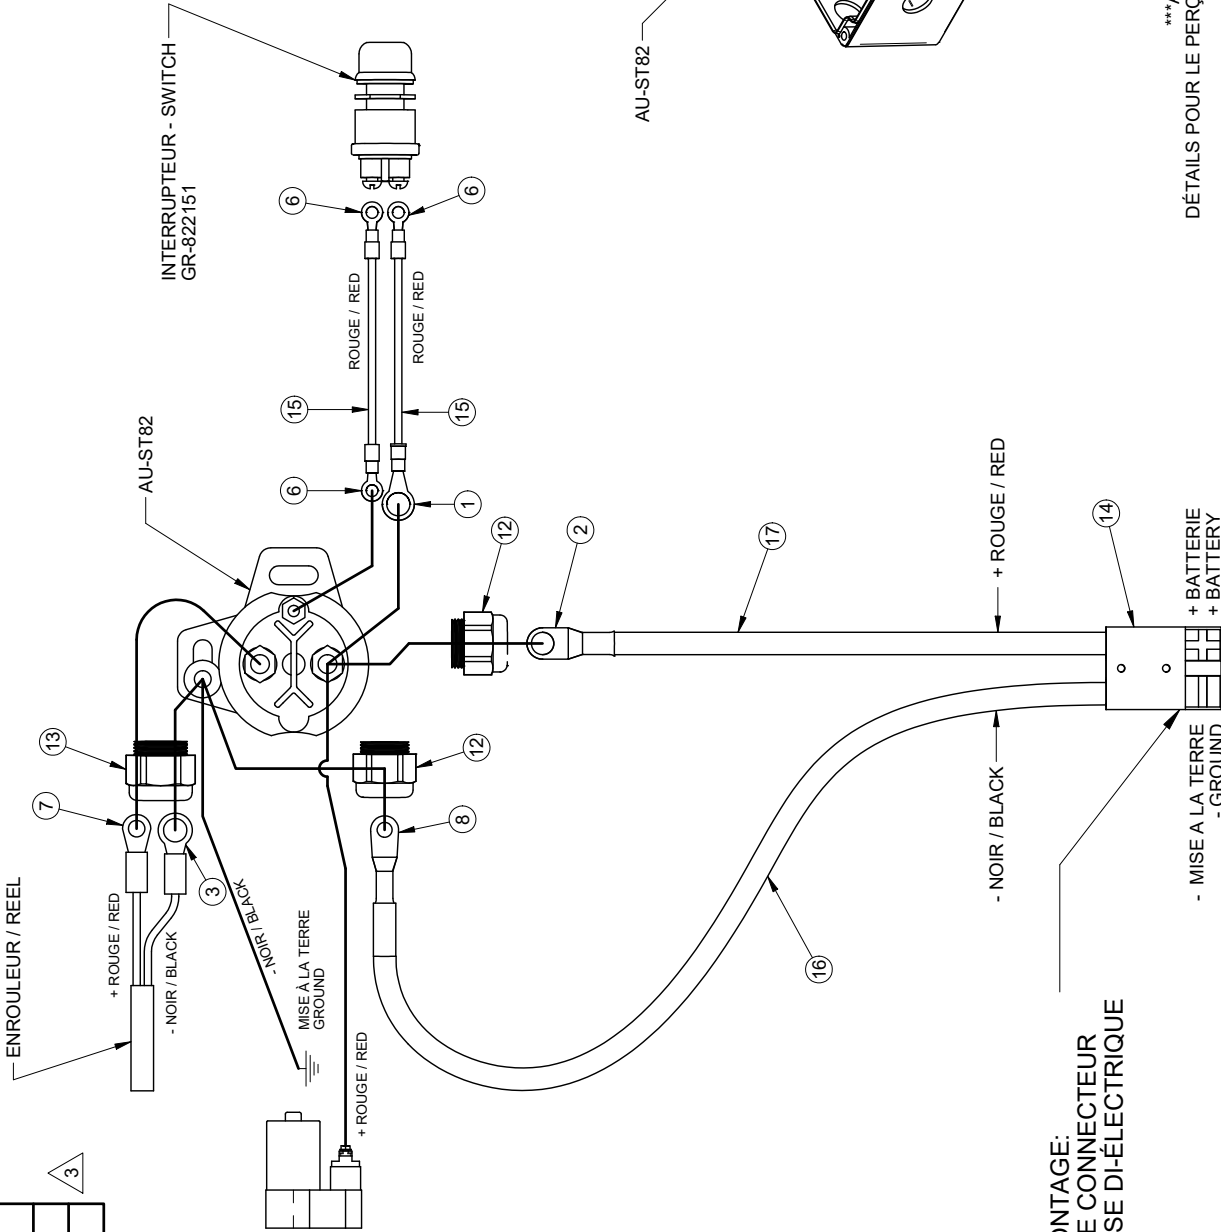 INTERRUPTEUR - SWITCH
GR-822151
AU-ST82
***
DÉTAILS POUR LE PERÇ
6
6
ROUGE / RED
ROUGE / RED
15
15
6
1
AU-ST82
12
2
17
+ ROUGE / RED
14
+ BATTERIE
+ BATTERY
13
12
7
3
8
ENROULEUR / REEL
+ ROUGE / RED
- NOIR / BLACK
- NOIR / BLACK
MISE À LA TERRE
GROUND
+ ROUGE / RED
16
- NOIR / BLACK
- MISE A LA TERRE
- GROUND
3
ONTAGE:
E CONNECTEUR
SE DI-ÉLECTRIQUE